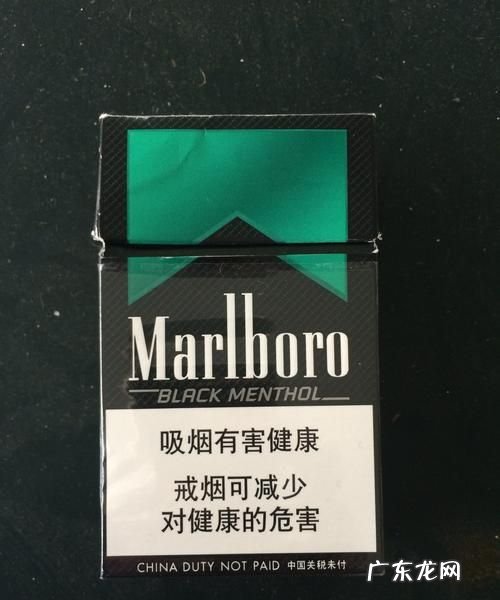 Marlboro
BLACK MENTHOL
吸烟有害健康
戒烟可减少
对健康的危害
CHINA DUTY NOT PAID 中国关税未付
广东龙网